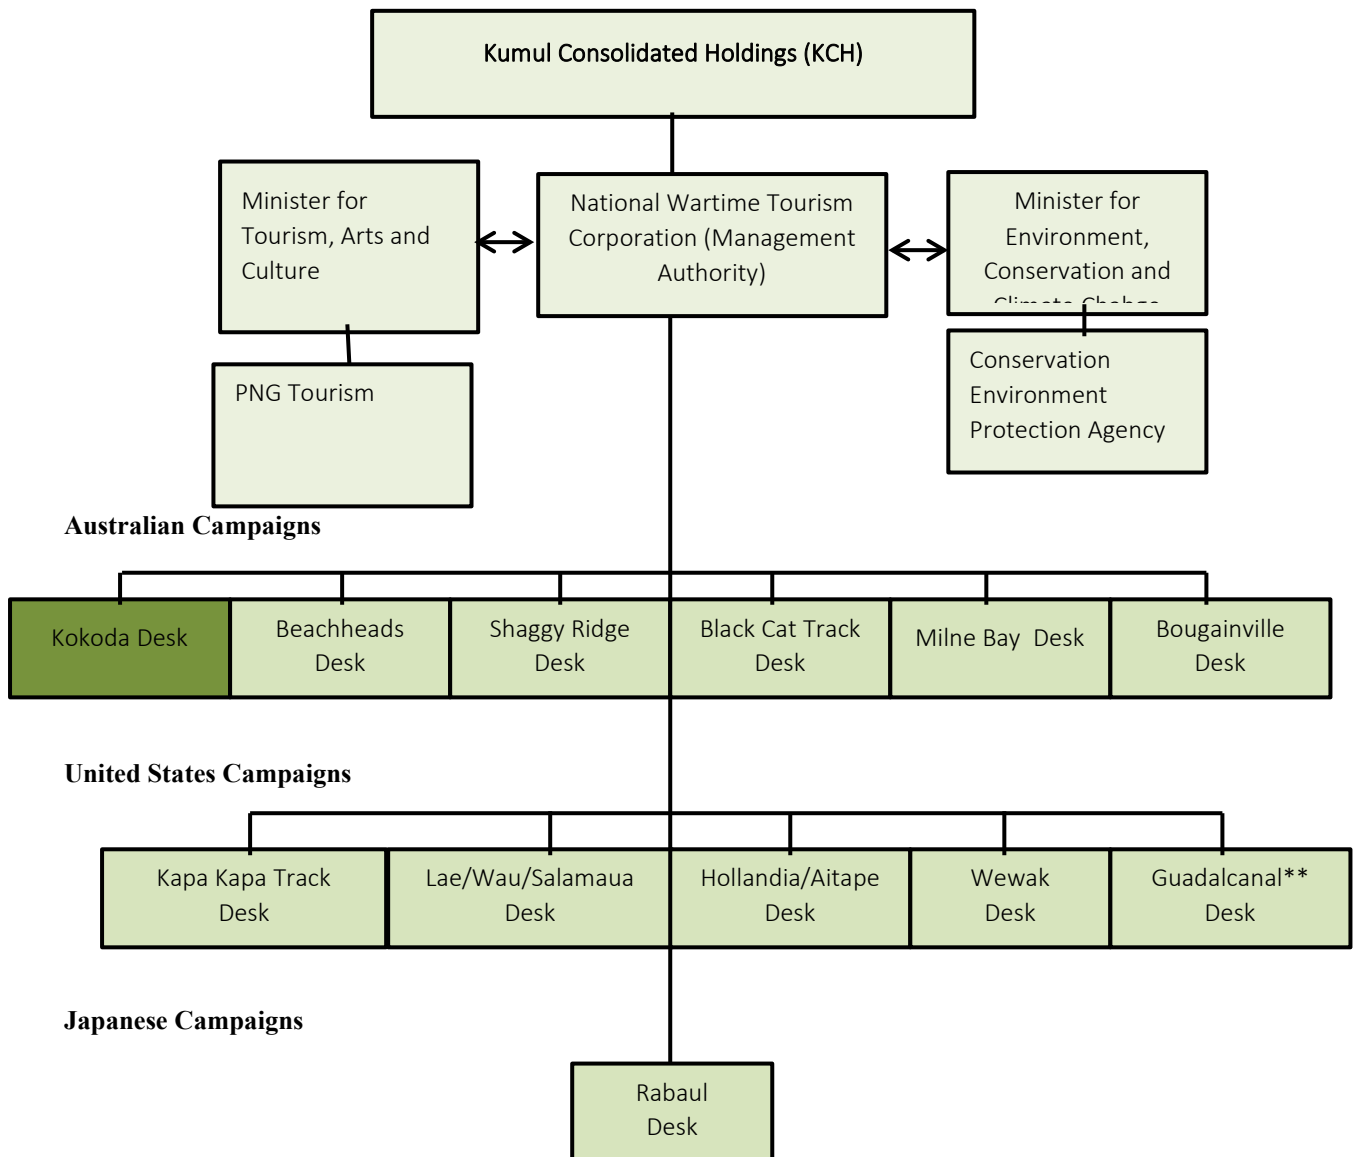 Kumul Consolidated Holdings (KCH)
Minister for
Tourism, Arts and
Culture
National Wartime Tourism
Corporation (Management
Authority)
Minister for
Environment,
Conservation and
Climate Chabge
PNG Tourism
Conservation
Environment
Protection Agency
Australian Campaigns
Kokoda Desk
Beachheads
Desk
Shaggy Ridge
Desk
Black Cat Track
Desk
Milne Bay  Desk
Bougainville
Desk
United States Campaigns
Kapa Kapa Track
Desk
Lae/Wau/Salamaua
Desk
Hollandia/Aitape
Desk
Wewak
Desk
Guadalcanal**
Desk
Japanese Campaigns
Rabaul
Desk